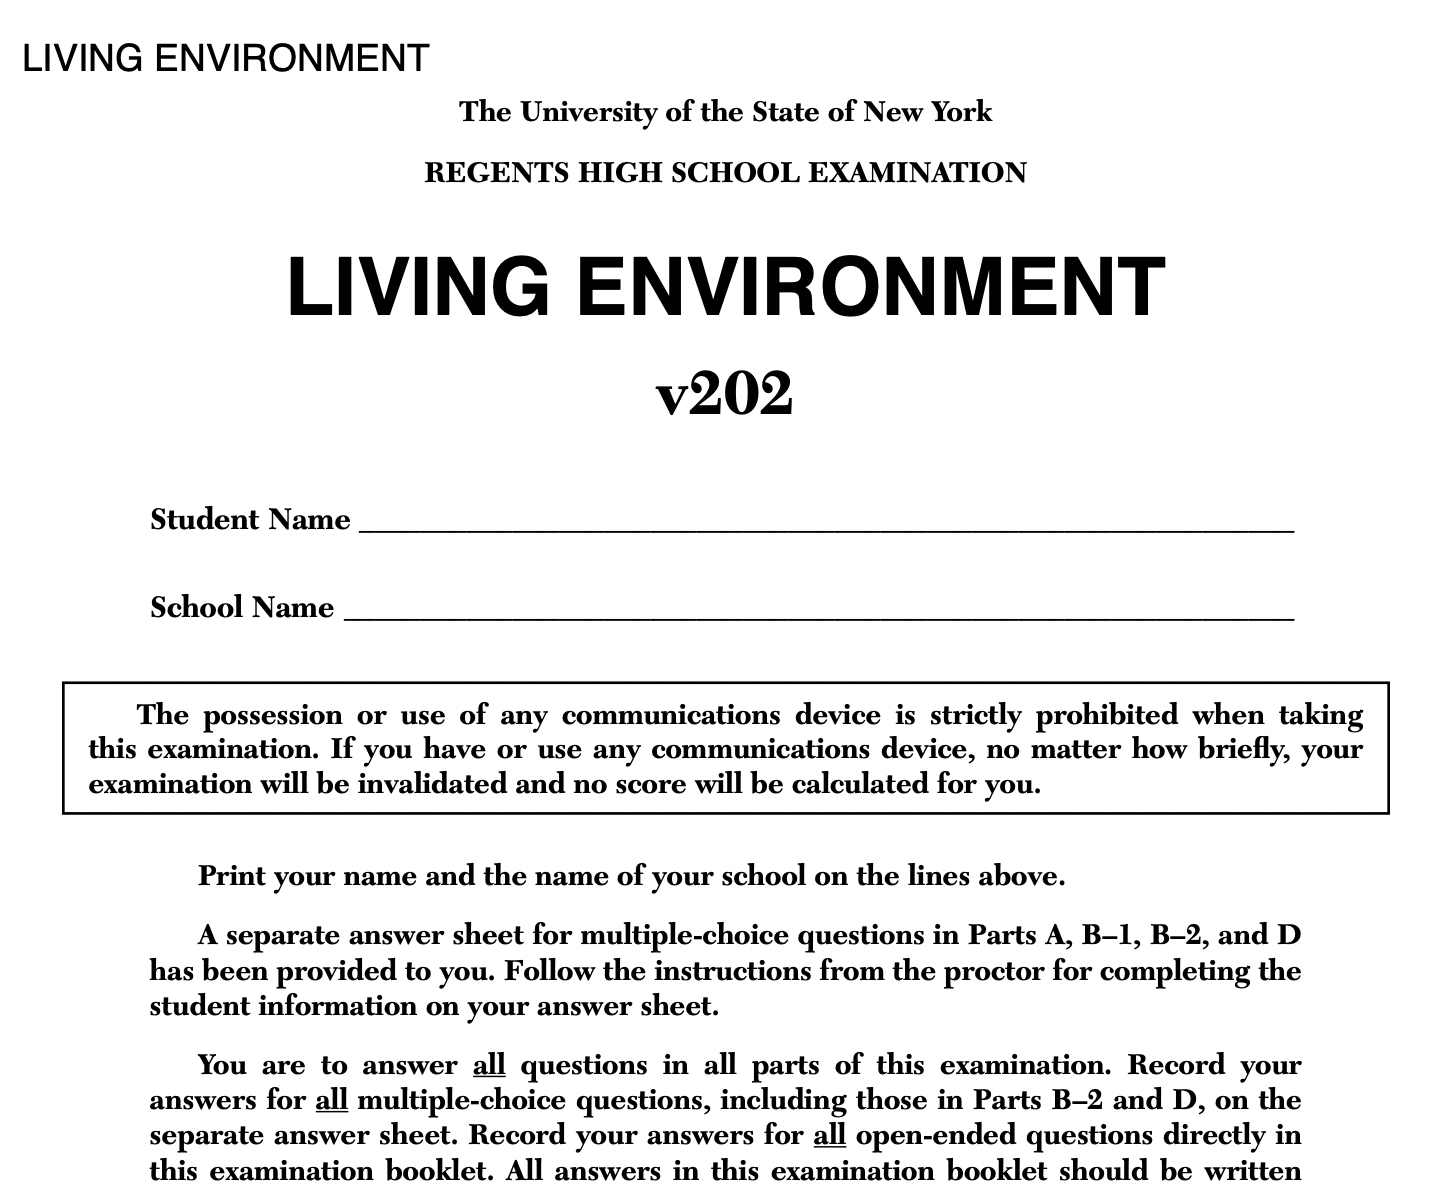 LIVING ENVIRONMENT
The University of the State of New York
REGENTS HIGH SCHOOL EXAMINATION
LIVING ENVIRONMENT
v202
Student Name
School Name
The possession or use of any communications device is strictly prohibited when taking
this examination. If you have or use any communications device, no matter how briefly, your
examination will be invalidated and no score will be calculated for you.
Print your name and the name of your school on the lines above.
A separate answer sheet for multiple-choice questions in Parts A, B–1, B–2, and D
has been provided to you. Follow the instructions from the proctor for completing the
student information on your answer sheet.
You are to answer all questions in all parts of this examination. Record your
answers for all multiple-choice questions, including those in Parts B–2 and D, on the
separate answer sheet. Record your answers for all open-ended questions directly in
this examination booklet. All answers in this examination booklet should be written